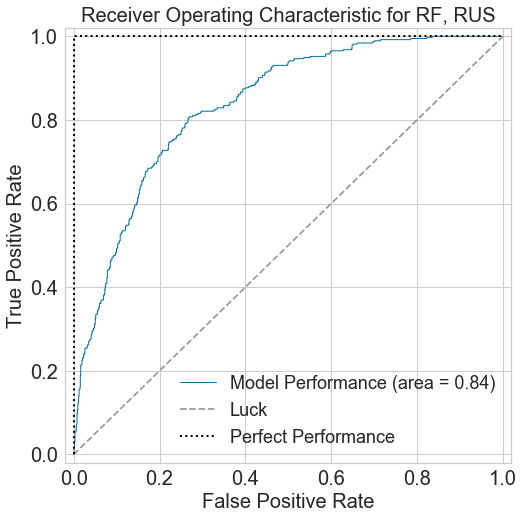 Receiver Operating Characteristic for RF, RUS
1.0
0.8
0.6
0.4
0.2
0.0
True Positive Rate
Model Performance (area = 0.84)
Luck
Perfect Performance
0.0 0.2 0.4 0.6 0.8 1.0
False Positive Rate